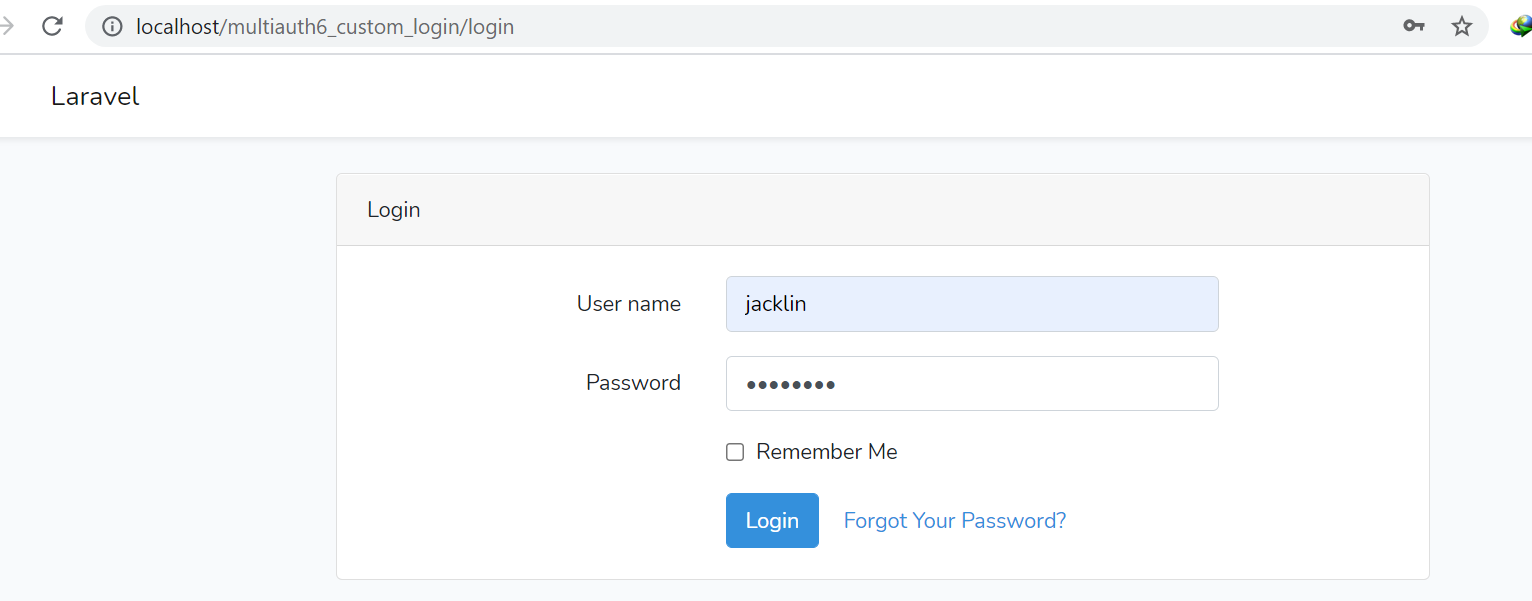 localhost/multiauth6_custom_login/login
Laravel
Login
User name jacklin
Password ••••••••
Remember Me
Login Forgot Your Password?